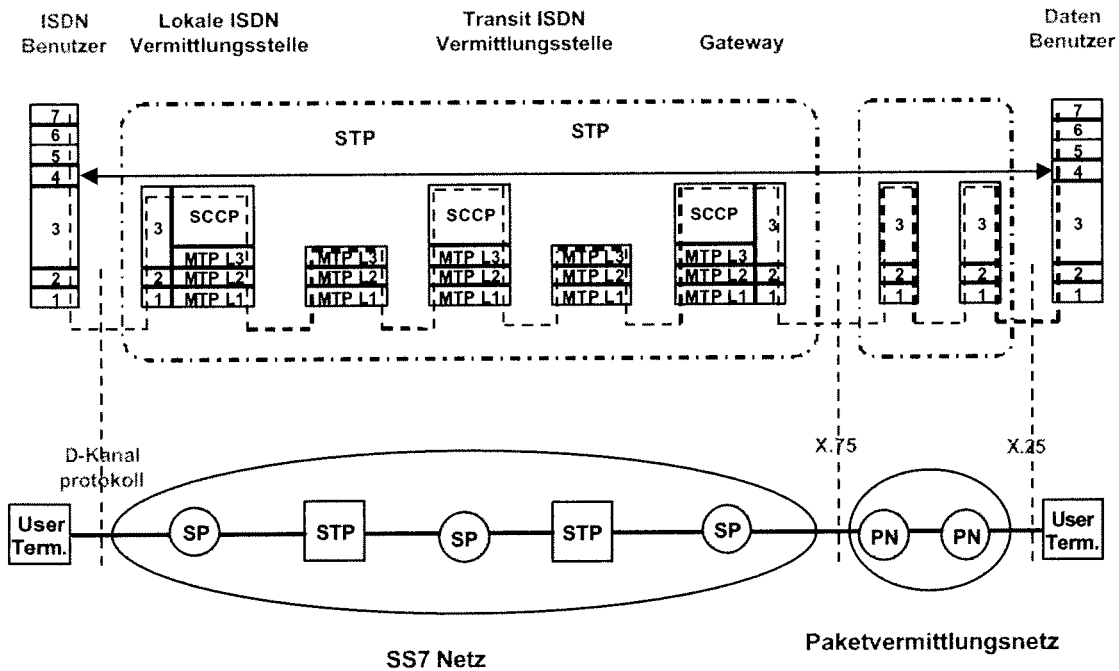 ISDN
Benutzer
Lokale ISDN
Vermittlungsstelle
Transit ISDN
Vermittlungsstelle
Gateway
Daten
Benutzer
STP
STP
7
6
5
4
3
2
1
3
2
1
SCCP
MTP L3
MTP L2
MTP L1
MTP L3
MTP L2
MTP L1
SCCP
MTP L3
MTP L2
MTP L1
MTP L3
MTP L2
MTP L1
SCCP
MTP L3
MTP L2
MTP L1
3
2
1
3
2
1
3
2
1
7
6
5
4
3
2
1
D-Kanal
protokoll
X.75
X.25
User
Term.
SP
STP
SP
STP
SP
PN
PN
User
Term.
SS7 Netz
Paketvermittlungsnetz